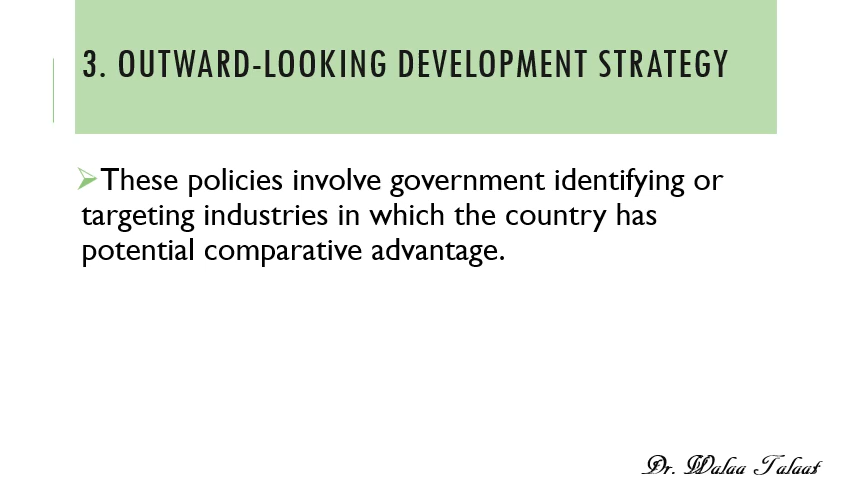 3. OUTWARD-LOOKING DEVELOPMENT STRATEGY
These policies involve government identifying or
targeting industries in which the country has
potential comparative advantage.
Dr. Walaa Talaat